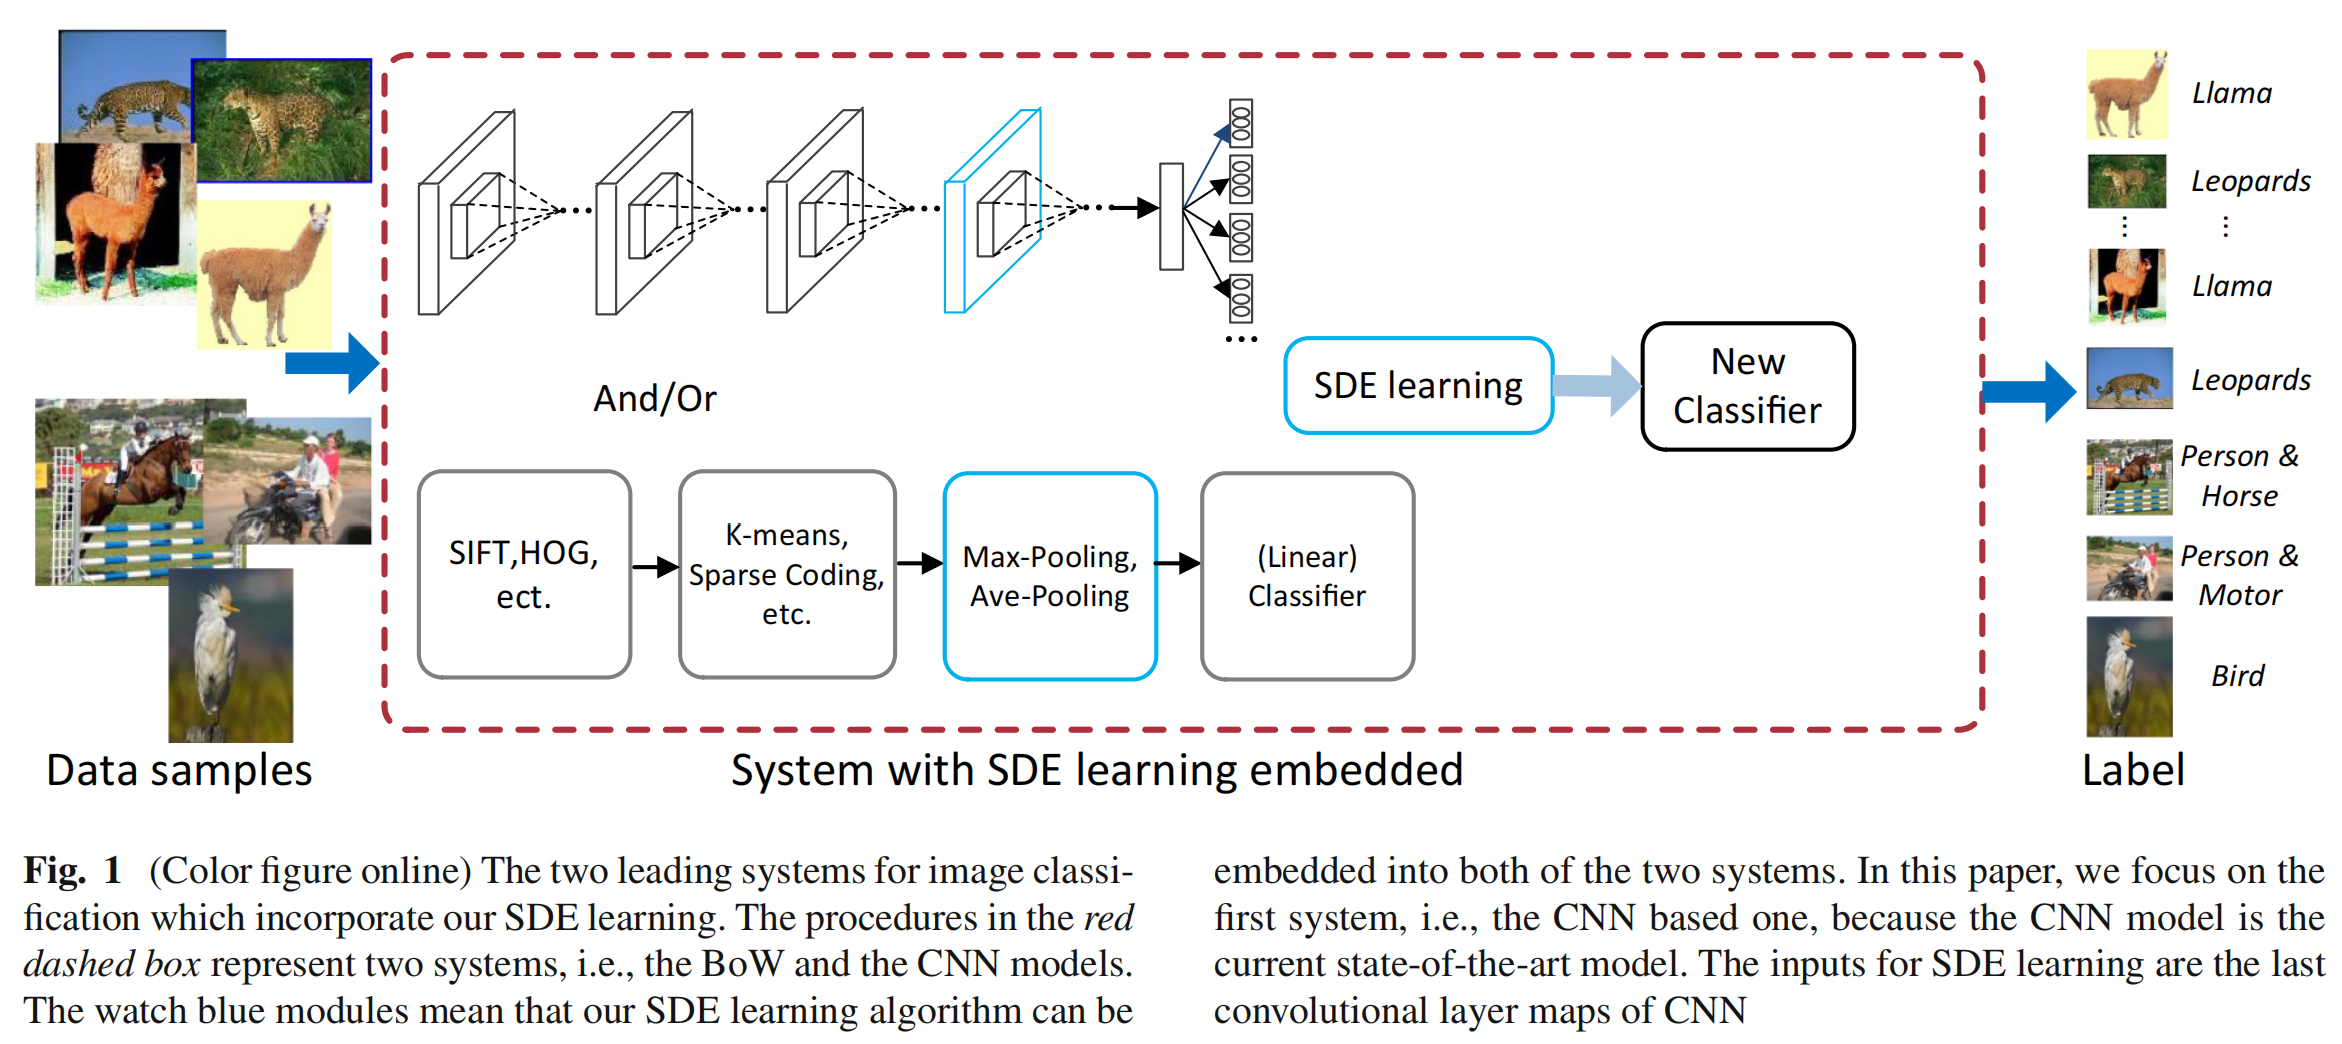 Llama
Leopards
⋮ ⋮
Llama
Leopards
Person &
Horse
Person &
Motor
Bird
...
And/Or
SDE learning
New
Classifier
SIFT,HOG,
ect.
K-means,
Sparse Coding,
etc.
Max-Pooling,
Ave-Pooling
(Linear)
Classifier
Data samples
System with SDE learning embedded
Label
Fig. 1 (Color figure online) The two leading systems for image classi-
fication which incorporate our SDE learning. The procedures in the red
dashed box represent two systems, i.e., the BoW and the CNN models.
The watch blue modules mean that our SDE learning algorithm can be
embedded into both of the two systems. In this paper, we focus on the
first system, i.e., the CNN based one, because the CNN model is the
current state-of-the-art model. The inputs for SDE learning are the last
convolutional layer maps of CNN